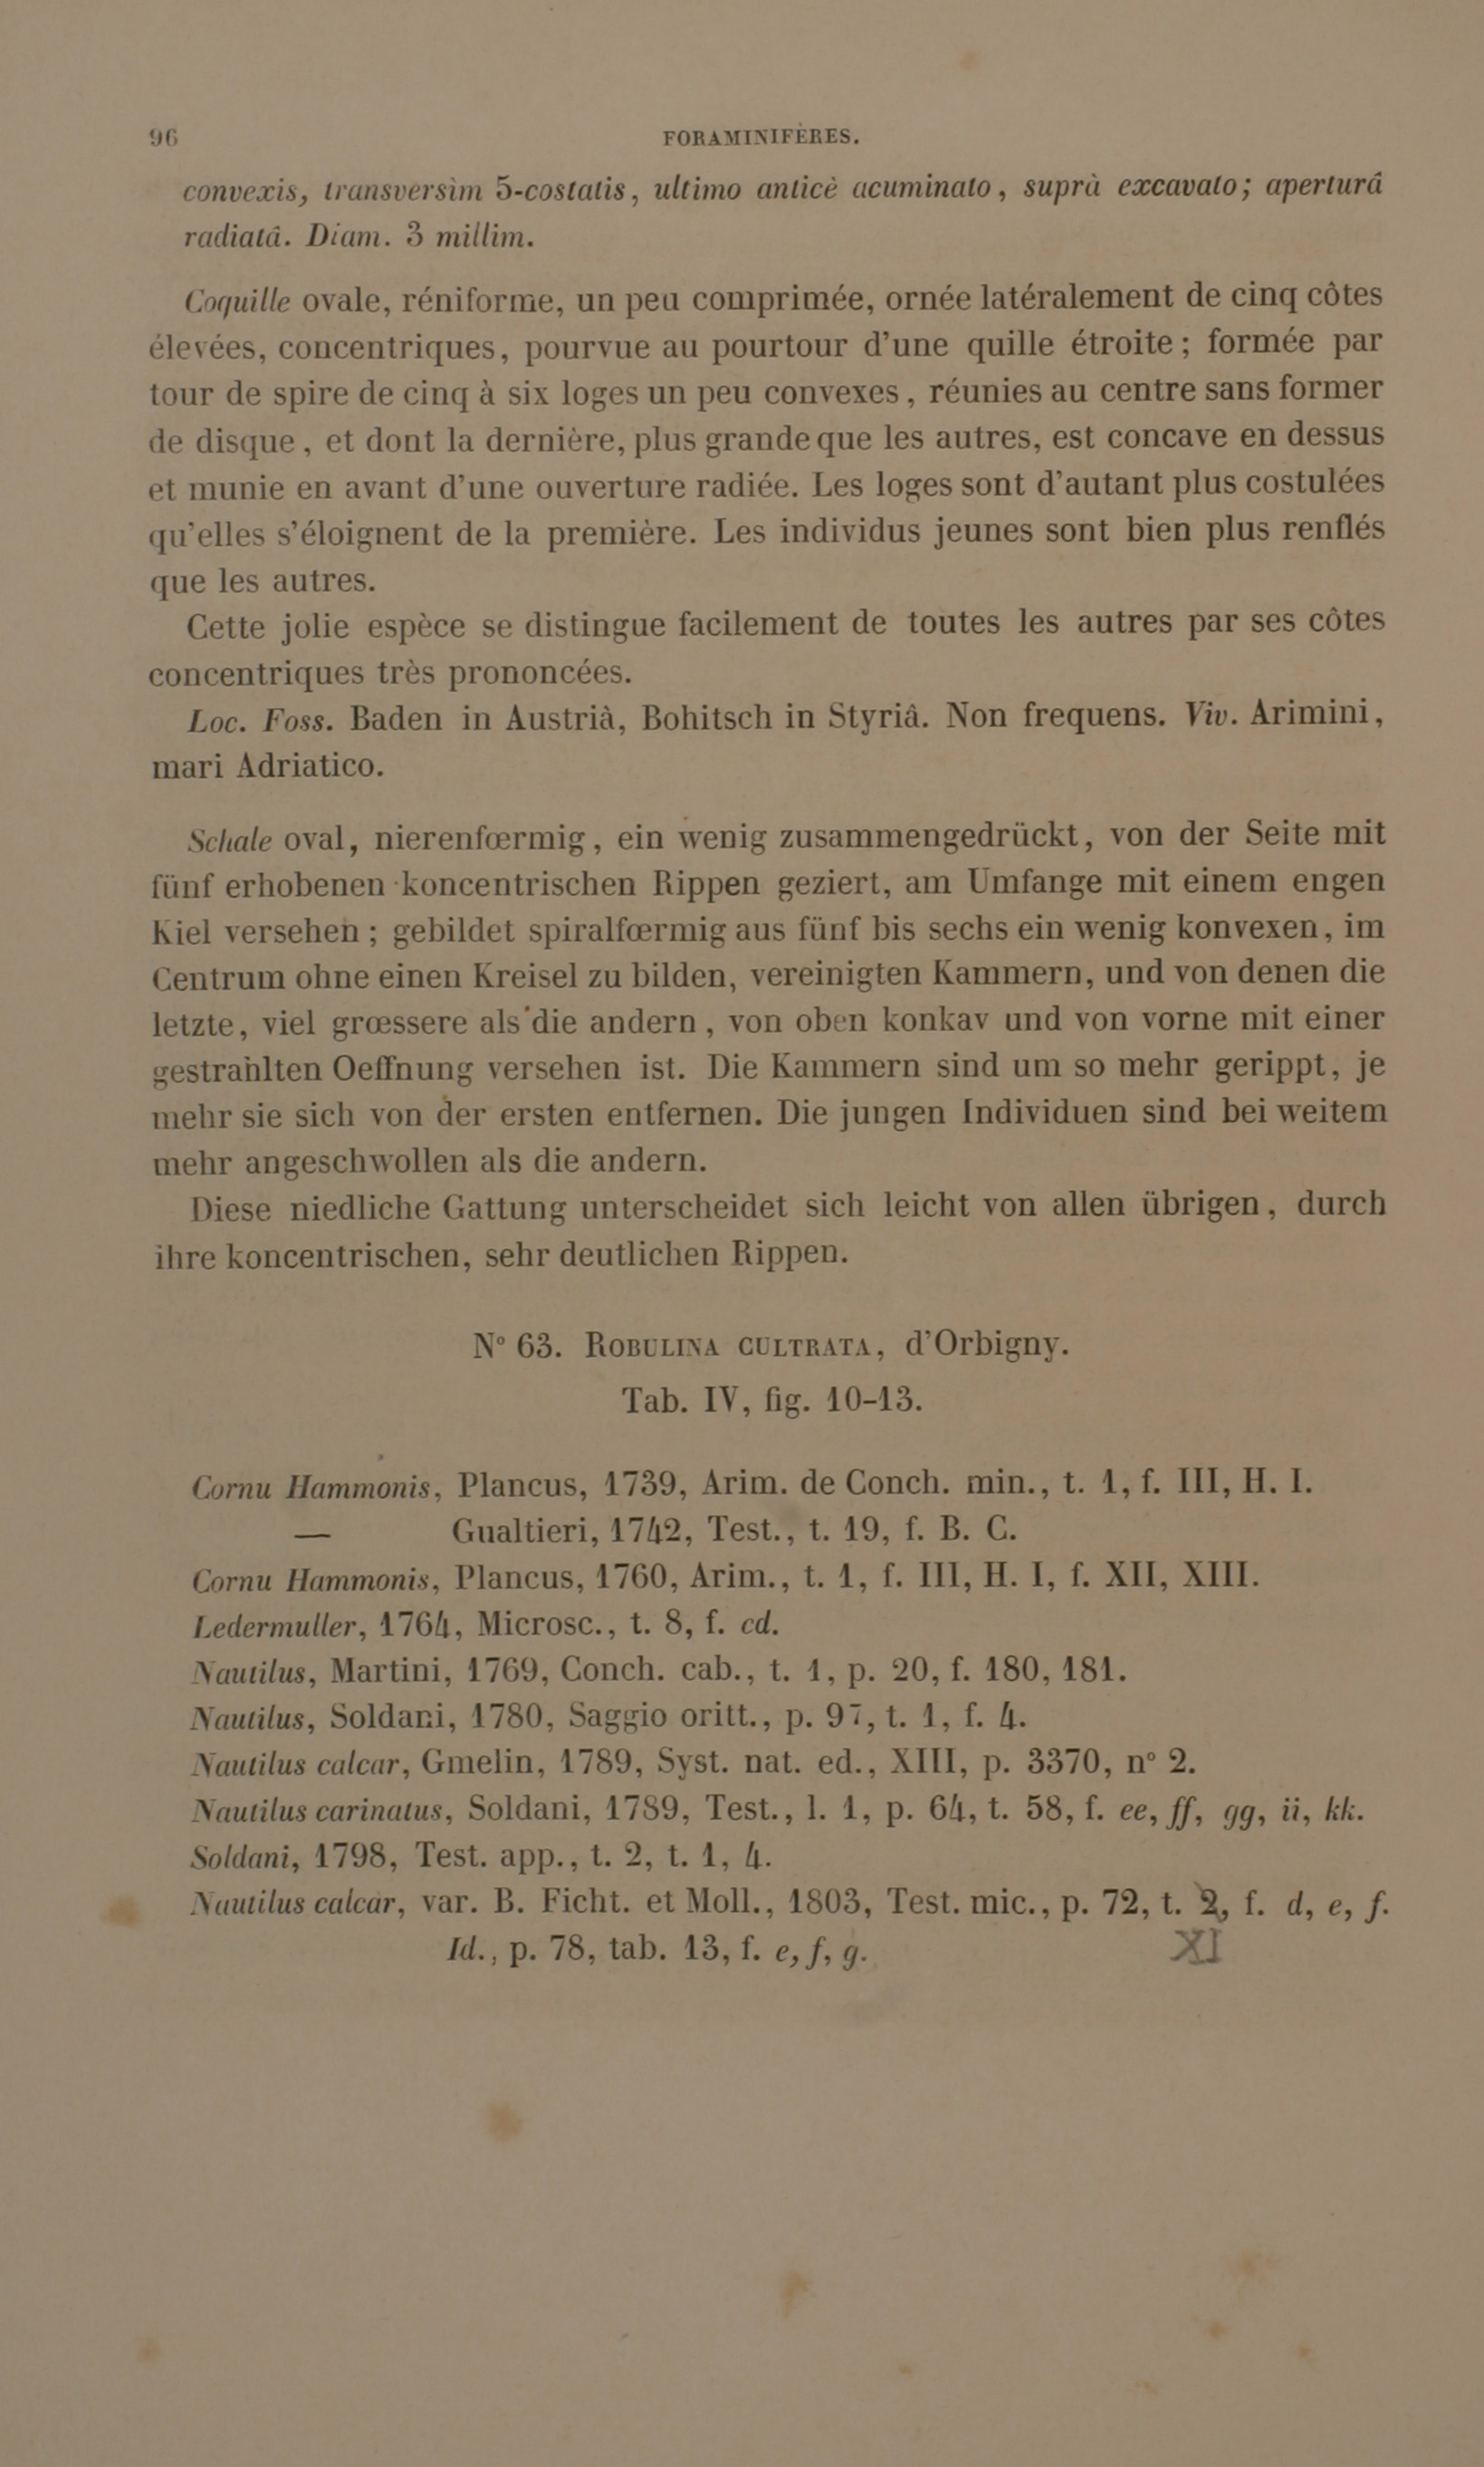 96
FORAMINIFÈRES.
convexis, transversìm 5-costatis, ultimo anticè acuminato, suprà excavato; aperturâ
radiatâ. Diam. 3 millim.
Coquille ovale, réniforme, un peu comprimée, ornée latéralement de cinq côtes
élevées, concentriques, pourvue au pourtour d'une quille étroite; formée par
tour de spire de cinq à six loges un peu convexes, réunies au centre sans former
de disque, et dont la dernière, plus grande que les autres, est concave en dessus
et munie en avant d'une ouverture radiée. Les loges sont d'autant plus costulées
qu'elles s'éloignent de la première. Les individus jeunes sont bien plus renflés
que les autres.
Cette jolie espèce se distingue facilement de toutes les autres par ses côtes
concentriques très prononcées.
Loc. Foss. Baden in Austrià, Bohitsch in Styriâ. Non frequens. Viv. Arimini,
mari Adriatico.
Schale oval, nierenfœrmig, ein wenig zusammengedrückt, von der Seite mit
fünf erhobenen koncentrischen Rippen geziert, am Umfange mit einem engen
Kiel versehen; gebildet spiralfœrmig aus fünf bis sechs ein wenig konvexen, im
Centrum ohne einen Kreisel zu bilden, vereinigten Kammern, und von denen die
letzte, viel grœssere als die andern, von oben konkav und von vorne mit einer
gestrahlten Oeffnung versehen ist. Die Kammern sind um so mehr gerippt, je
mehr sie sich von der ersten entfernen. Die jungen Individuen sind bei weitem
mehr angeschwollen als die andern.
Diese niedliche Gattung unterscheidet sich leicht von allen übrigen, durch
ihre koncentrischen, sehr deutlichen Rippen.
N° 63. ROBULINA CULTRATA, d'Orbigny.
Tab. IV, fig. 10-13.
Cornu Hammonis, Plancus, 1739, Arim. de Conch. min., t. 1, f. III, H. I.
— Gualtieri, 1742, Test., t. 19, f. B. C.
Cornu Hammonis, Plancus, 1760, Arim., t. 1, f. III, H. I, f. XII, XIII.
Ledermuller, 1764, Microsc., t. 8, f. cd.
Nautilus, Martini, 1769, Conch. cab., t. 1, p. 20, f. 180, 181.
Nautilus, Soldani, 1780, Saggio oritt., p. 97, t. 1, f. 4.
Nautilus calcar, Gmelin, 1789, Syst. nat. ed., XIII, p. 3370, n° 2.
Nautilus carinatus, Soldani, 1789, Test., l. 1, p. 64, t. 58, f. ee, ff, gg, ii, kk.
Soldani, 1798, Test. app., t. 2, t. 1, 4.
Nautilus calcar, var. B. Ficht. et Moll., 1803, Test. mic., p. 72, t. 2, f. d, e, f.
Id., p. 78, tab. 13, f. e, f, g.
XI